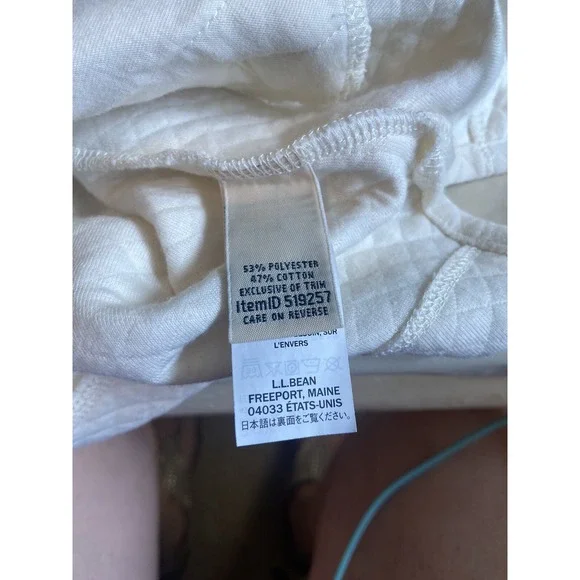 53% POLYESTER
47% COTTON
EXCLUSIVE OF TRIM
ItemID 519257
CARE ON REVERSE
SUR
L'ENVERS
L.L.BEAN
FREEPORT, MAINE
04033 ÉTATS-UNIS
日本語は裏面をご覧ください。